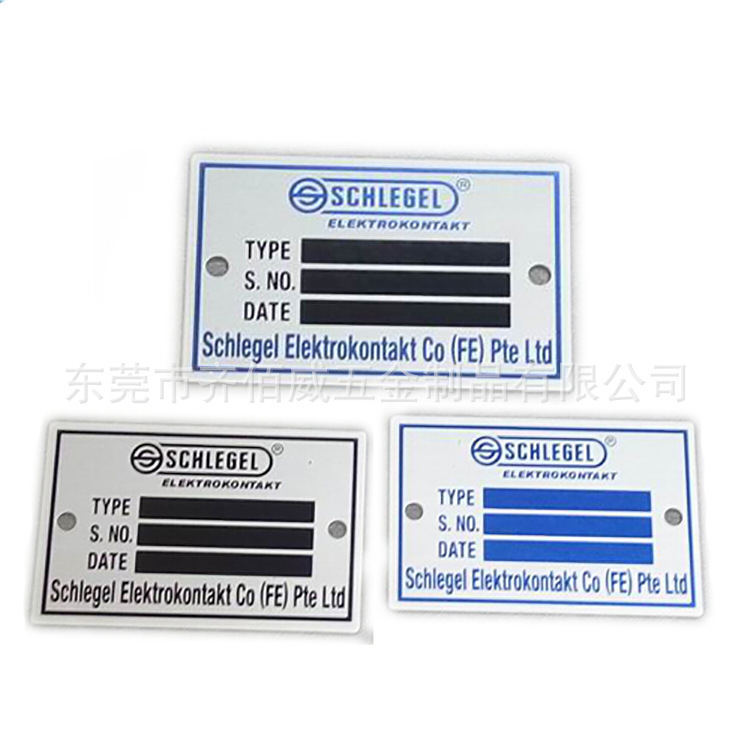 SCHLEGEL®
ELEKTROKONTAKT
TYPE
S. NO.
DATE
Schlegel Elektrokontakt Co (FE) Pte Ltd
东莞市齐佰威五金制品有限公司
SCHLEGEL®
ELEKTROKONTAKT
TYPE
S. NO.
DATE
Schlegel Elektrokontakt Co (FE) Pte Ltd
SCHLEGEL®
ELEKTROKONTAKT
TYPE
S. NO.
DATE
Schlegel Elektrokontakt Co (FE) Pte Ltd